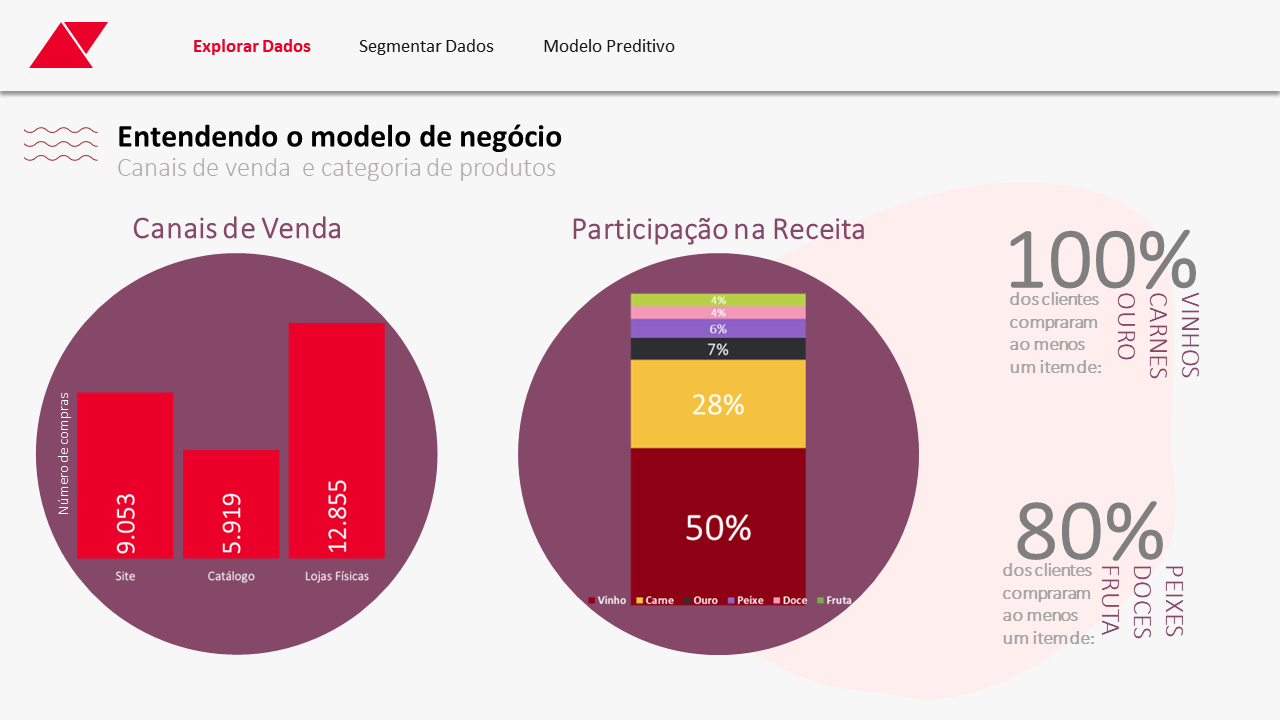 Explorar Dados
Segmentar Dados
Modelo Preditivo
Entendendo o modelo de negócio
Canais de venda e categoria de produtos
Canais de Venda
Número de compras
9.053
5.919
12.855
Site
Catálogo
Lojas Físicas
Participação na Receita
4%
4%
6%
7%
28%
50%
Vinho
Carne
Ouro
Peixe
Doce
Fruta
100%
dos clientes
compraram
ao menos
um item de:
VINHOS
CARNES
OURO
80%
dos clientes
compraram
ao menos
um item de:
PEIXES
DOCES
FRUTA